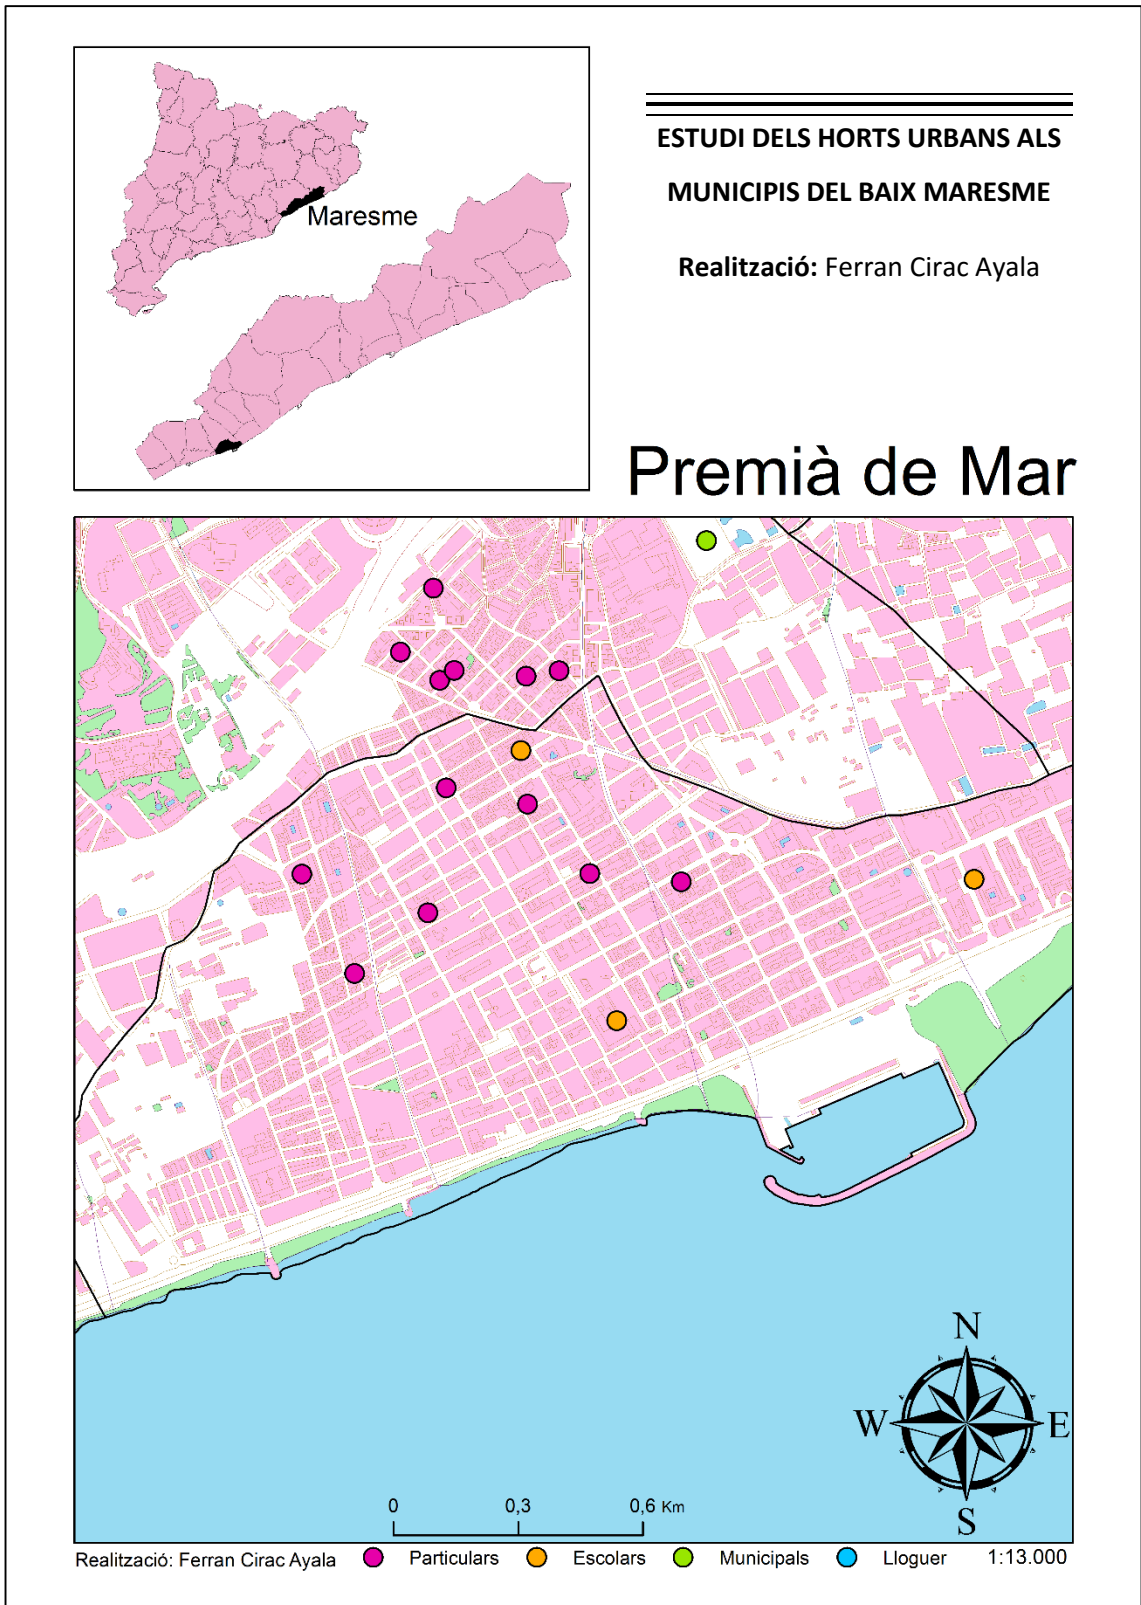 Maresme
ESTUDI DELS HORTS URBANS ALS
MUNICIPIS DEL BAIX MARESME
Realització: Ferran Cirac Ayala
Premià de Mar
N
W
E
S
0 0,3 0,6 Km
Realització: Ferran Cirac Ayala Particulars Escolars Municipals Lloguer 1:13.000